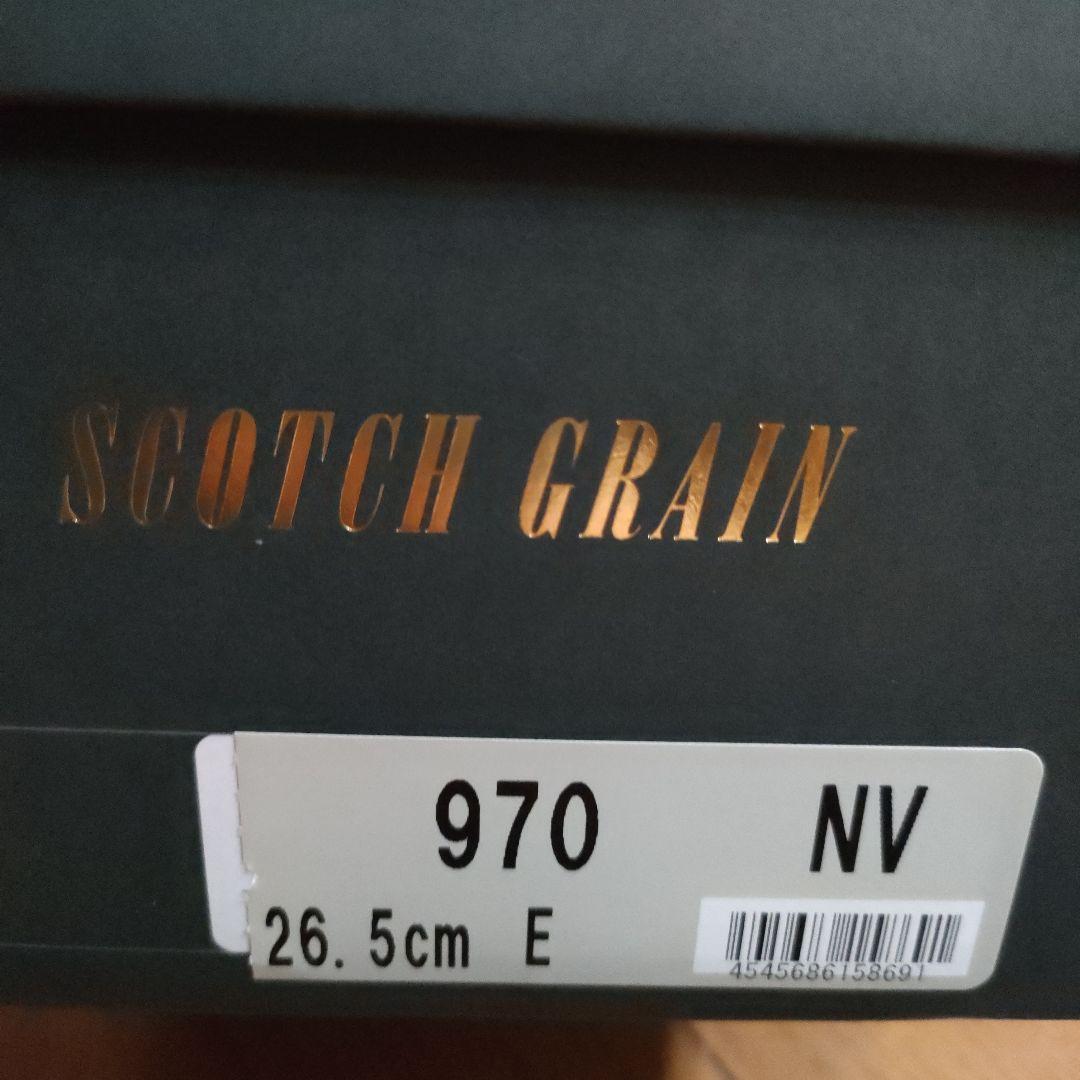 SCOTCH GRAIN
970 NV
26.5cm E
4545686158691